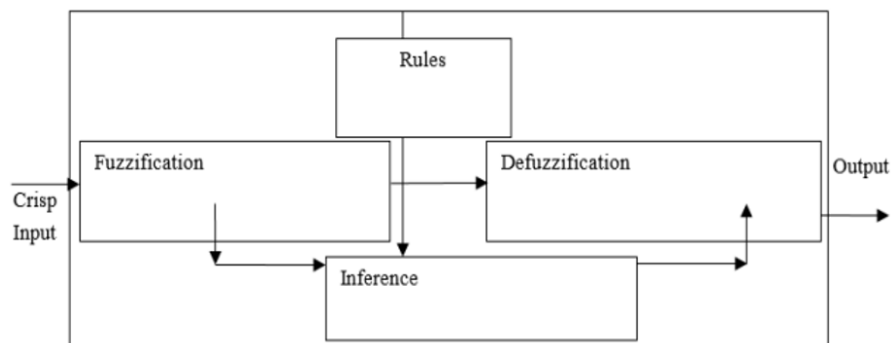 Rules
Fuzzification
Defuzzification
Output
Crisp
Input
Inference